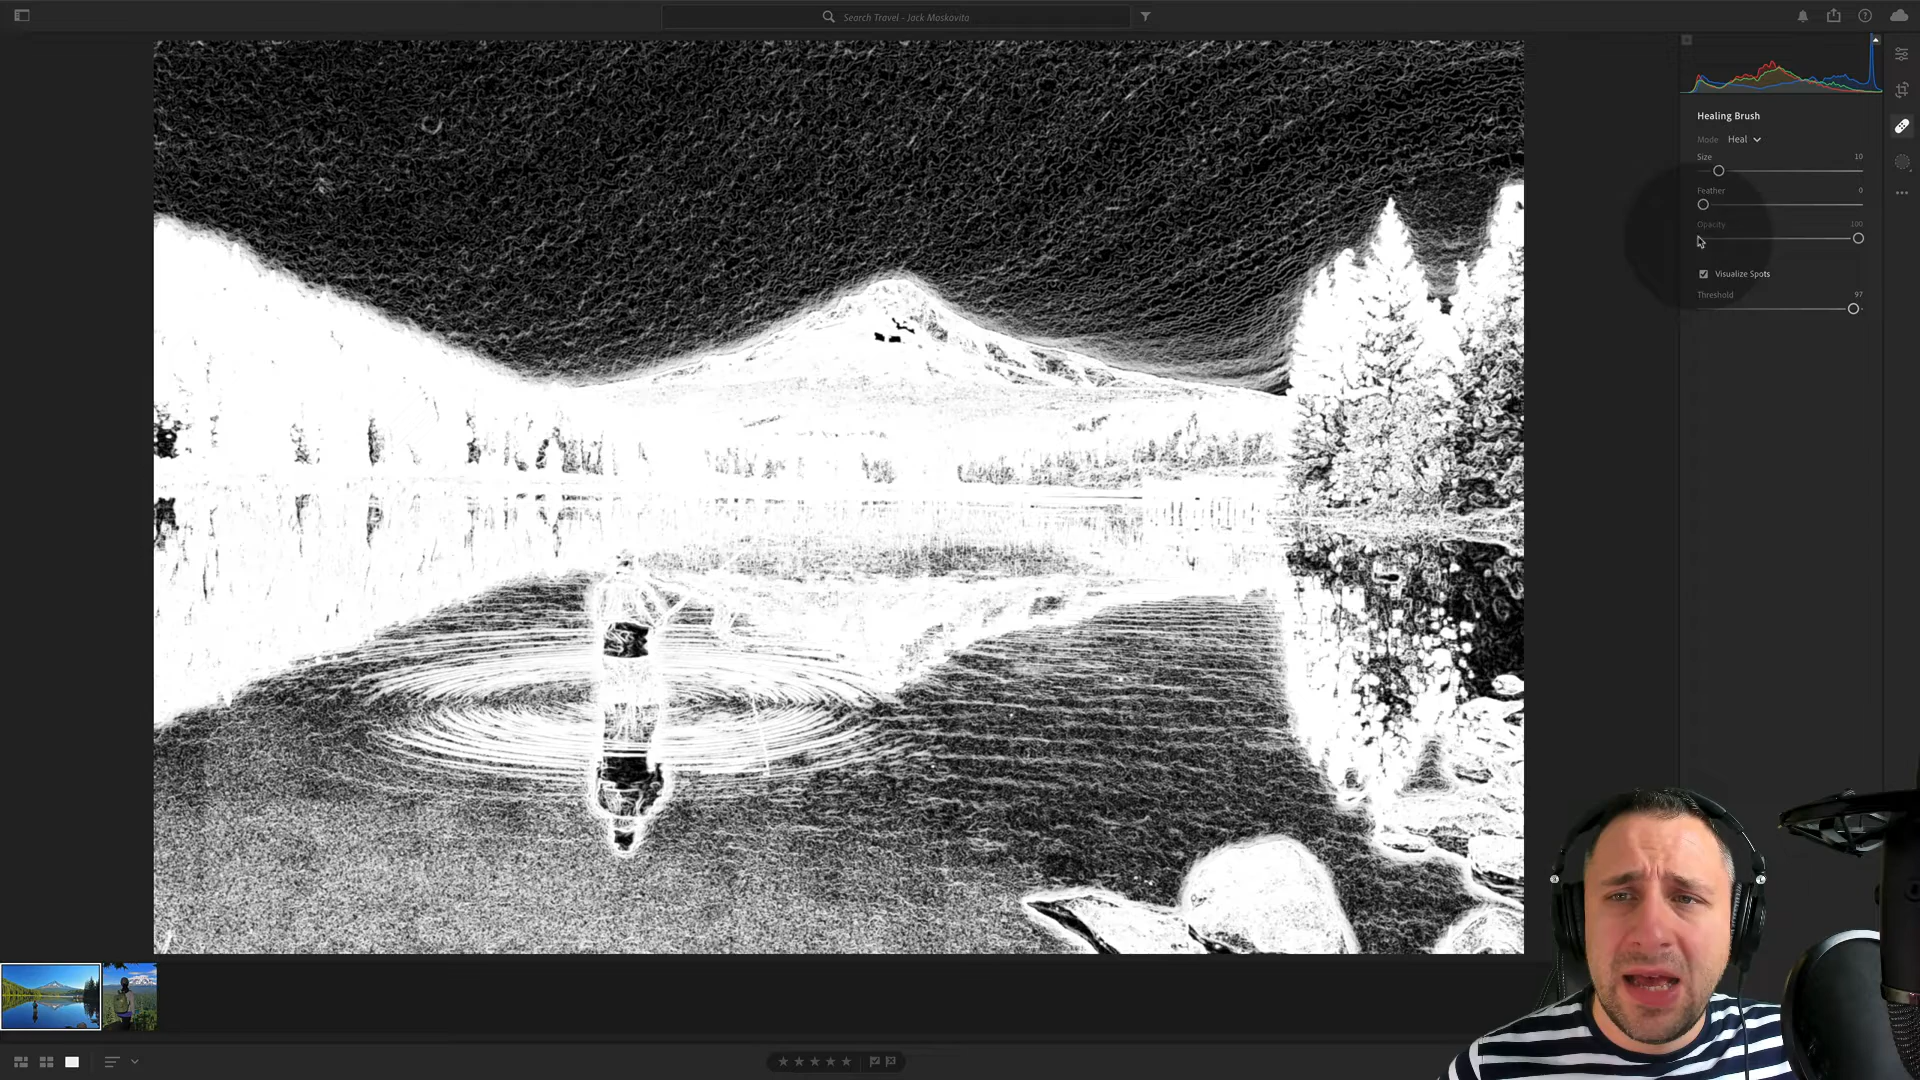 Search Travel - Jack Moskovita
Healing Brush
Mode Heal
Size 10
Feather 0
Opacity 100
Visualize Spots
Threshold 97